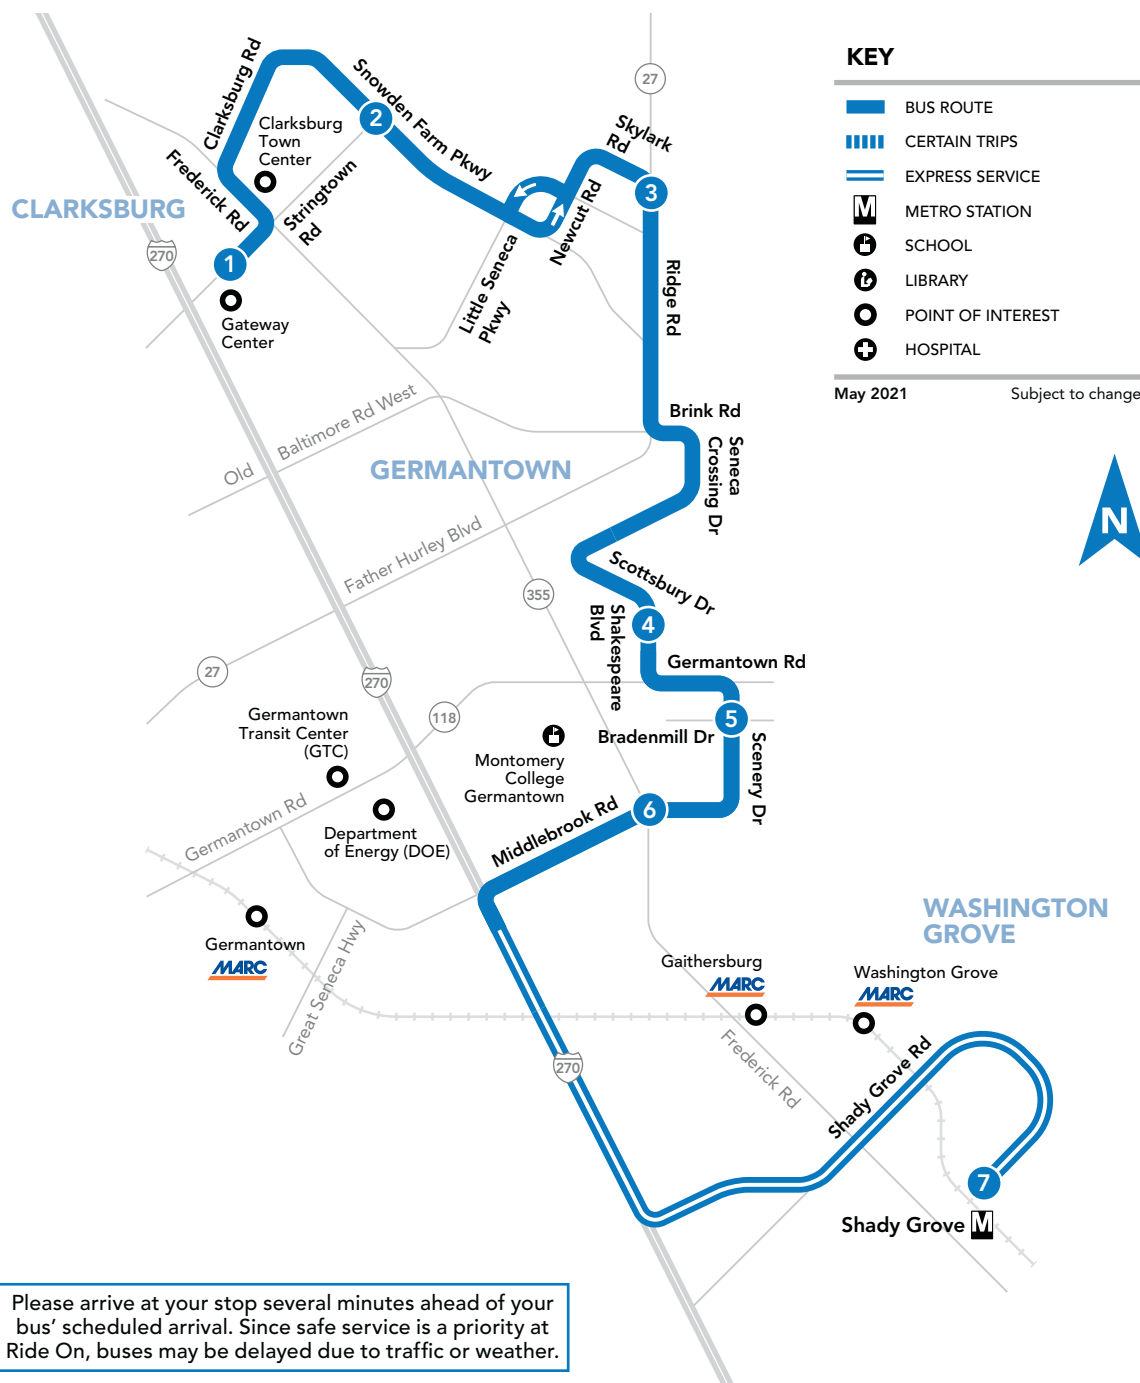 KEY
BUS ROUTE
CERTAIN TRIPS
EXPRESS SERVICE
M
METRO STATION
SCHOOL
LIBRARY
POINT OF INTEREST
HOSPITAL
May 2021
Subject to change
N
27
Clarksburg Rd
Snowden Farm Pkwy
2
Clarksburg
Town
Center
Skylark
Rd
3
Frederick Rd
Stringtown
Rd
CLARKSBURG
270
1
Gateway
Center
Newcut Rd
Little Seneca
Pkwy
Ridge Rd
Brink Rd
Seneca
Crossing Dr
Old
Baltimore Rd West
GERMANTOWN
Father Hurley Blvd
355
Scottsbury Dr
4
Shakespeare
Blvd
Germantown Rd
27
270
118
Germantown
Transit Center
(GTC)
5
Bradenmill Dr
Scenery Dr
Montomery
College
Germantown
6
Middlebrook Rd
Germantown Rd
Department
of Energy (DOE)
Germantown
MARC
Great Seneca Hwy
WASHINGTON
GROVE
Gaithersburg
MARC
Washington Grove
MARC
270
Frederick Rd
Shady Grove Rd
7
Shady Grove
M
Please arrive at your stop several minutes ahead of your
bus’ scheduled arrival. Since safe service is a priority at
Ride On, buses may be delayed due to traffic or weather.